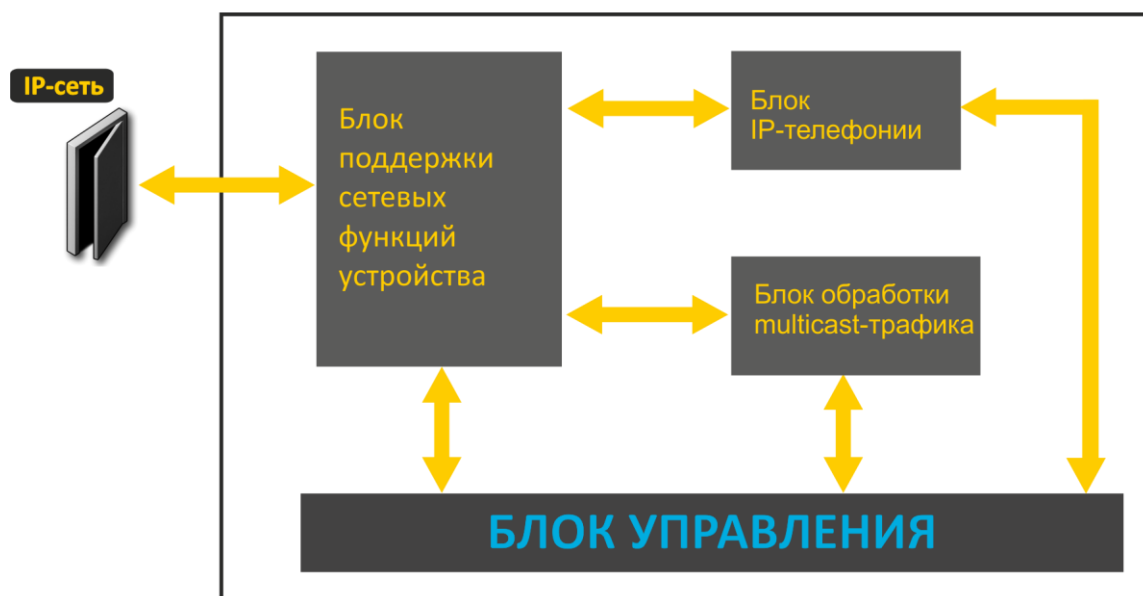 IP-сеть
Блок
поддержки
сетевых
функций
устройства
Блок
IP-телефонии
Блок обработки
multicast-трафика
БЛОК УПРАВЛЕНИЯ